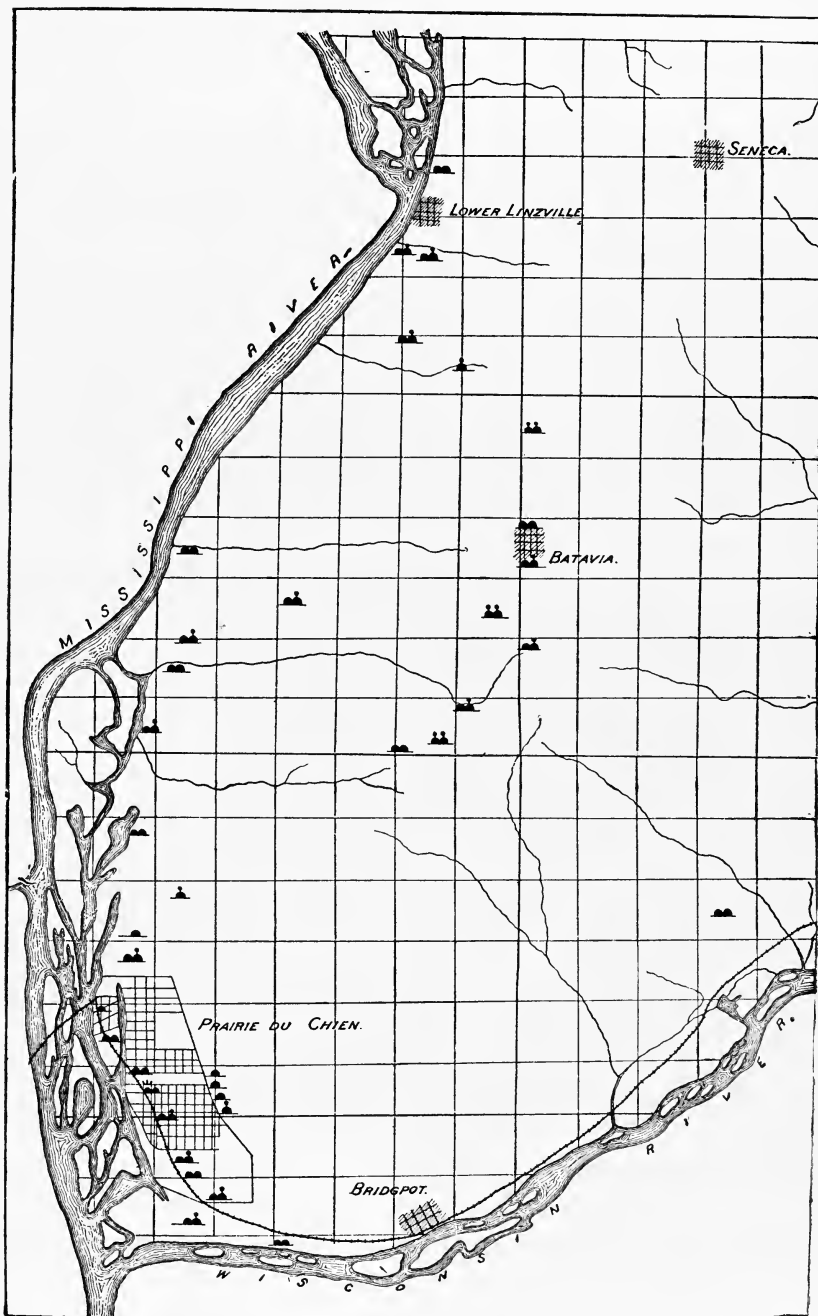 SENECA.
LOWER LINZVILLE.
MISSISSIPPI RIVER
BATAVIA.
PRAIRIE DU CHIEN.
BRIDGPOT.
WISCONSIN RIVER.